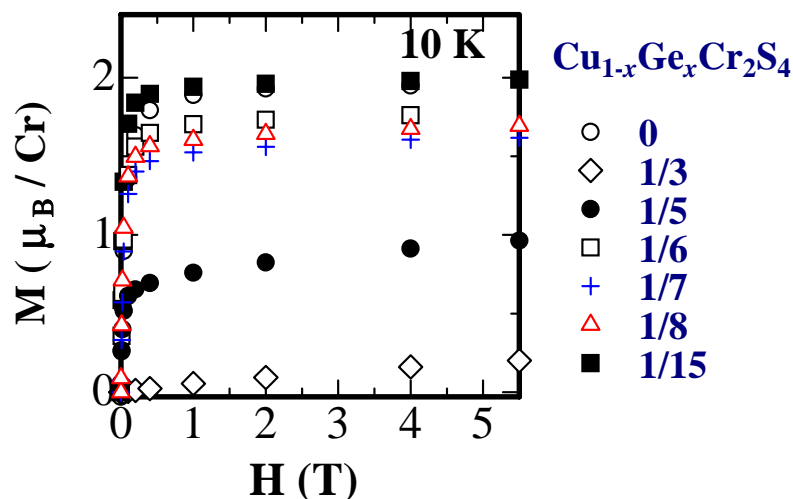 10 K
Cu1-xGexCr2S4
0
1/3
1/5
1/6
1/7
1/8
1/15
2
1
0
M ( μB / Cr)
0 1 2 3 4 5
H (T)